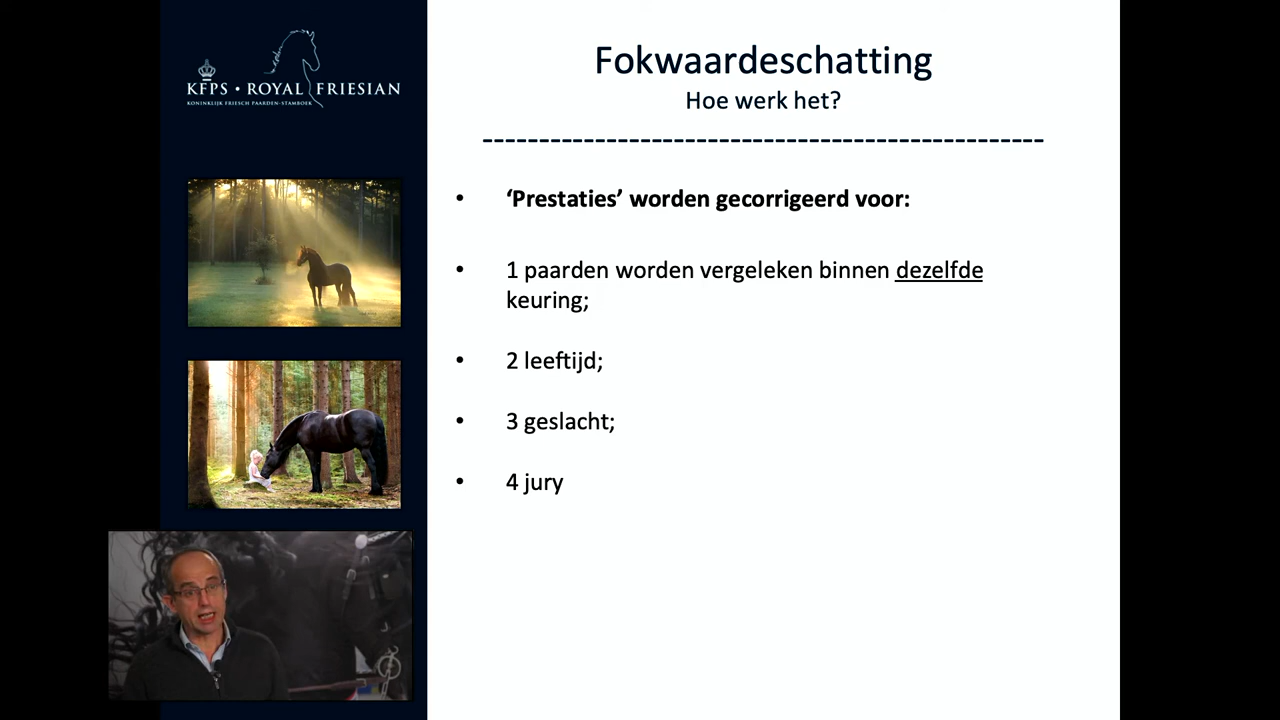 KFPS • ROYAL FRIESIAN
KONINKLIJK FRIESCH PAARDEN-STAMBOEK
Fokwaardeschatting
Hoe werk het?
--------------------------------------------------
• ‘Prestaties’ worden gecorrigeerd voor:
• 1 paarden worden vergeleken binnen dezelfde
keuring;
• 2 leeftijd;
• 3 geslacht;
• 4 jury